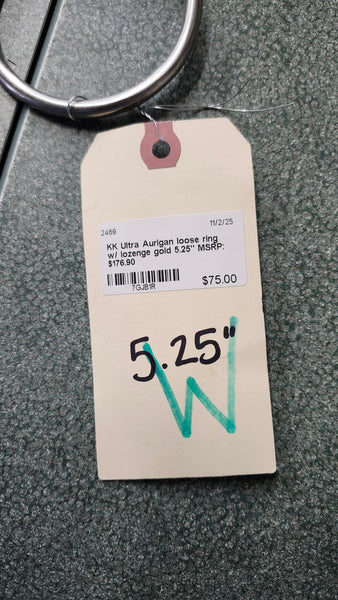 2469 11/2/25
KK Ultra Aurigan loose ring
w/ lozenge gold 5.25" MSRP:
$176.90
7GJB1R $75.00
5.25"
W